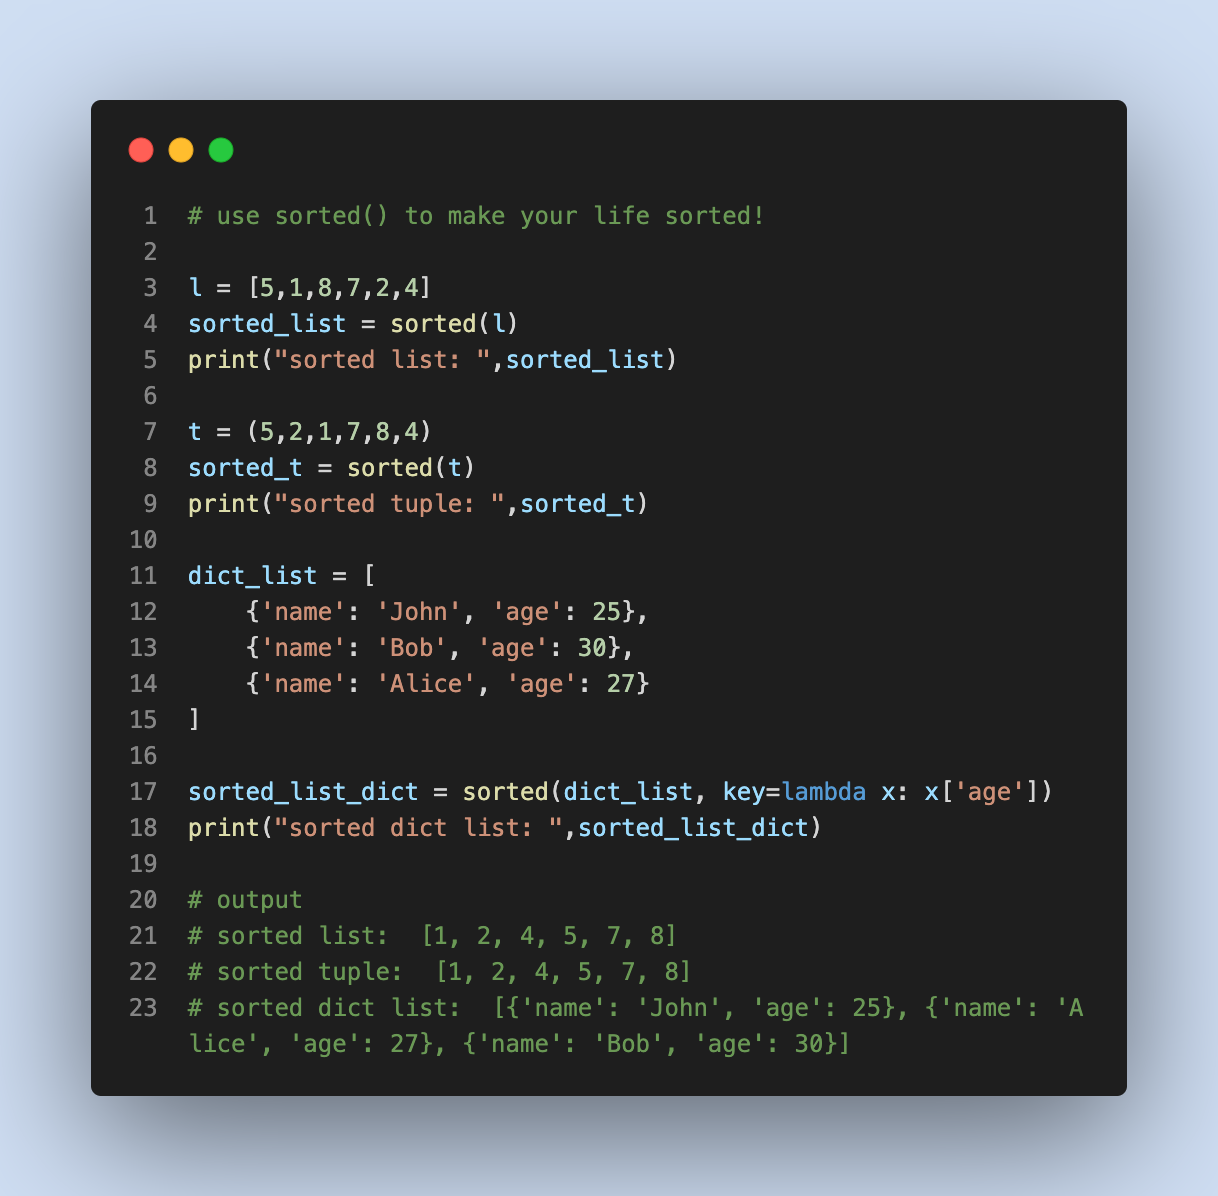 1 # use sorted() to make your life sorted!
2
3 l = [5,1,8,7,2,4]
4 sorted_list = sorted(l)
5 print("sorted list: ",sorted_list)
6
7 t = (5,2,1,7,8,4)
8 sorted_t = sorted(t)
9 print("sorted tuple: ",sorted_t)
10
11 dict_list = [
12     {'name': 'John', 'age': 25},
13     {'name': 'Bob', 'age': 30},
14     {'name': 'Alice', 'age': 27}
15 ]
16
17 sorted_list_dict = sorted(dict_list, key=lambda x: x['age'])
18 print("sorted dict list: ",sorted_list_dict)
19
20 # output
21 # sorted list:  [1, 2, 4, 5, 7, 8]
22 # sorted tuple:  [1, 2, 4, 5, 7, 8]
23 # sorted dict list:  [{'name': 'John', 'age': 25}, {'name': 'A
lice', 'age': 27}, {'name': 'Bob', 'age': 30}]